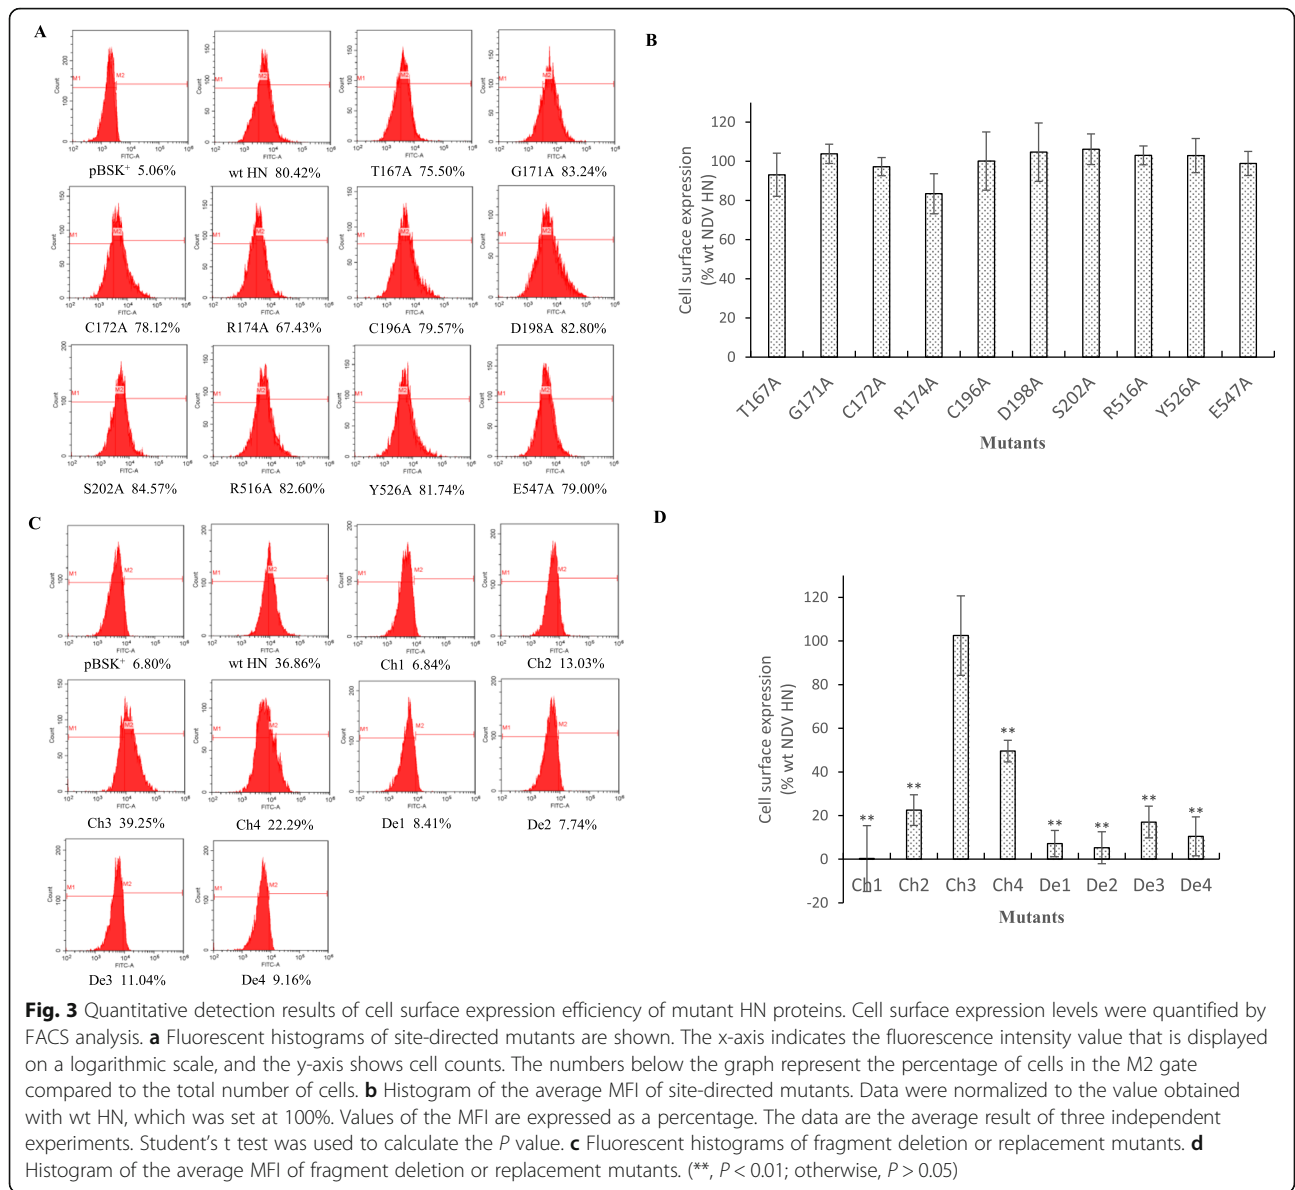 A
B
pBSK⁺ 5.06%
wt HN 80.42%
T167A 75.50%
G171A 83.24%
C172A 78.12%
R174A 67.43%
C196A 79.57%
D198A 82.80%
S202A 84.57%
R516A 82.60%
Y526A 81.74%
E547A 79.00%
Cell surface expression
(% wt NDV HN)
120
100
80
60
40
20
0
T167A
G171A
C172A
R174A
C196A
D198A
S202A
R516A
Y526A
E547A
Mutants
C
D
pBSK⁺ 6.80%
wt HN 36.86%
Ch1 6.84%
Ch2 13.03%
Ch3 39.25%
Ch4 22.29%
De1 8.41%
De2 7.74%
De3 11.04%
De4 9.16%
Cell surface expression
(% wt NDV HN)
120
100
80
60
40
20
0
-20
**
**
**
**
**
**
**
Ch1
Ch2
Ch3
Ch4
De1
De2
De3
De4
Mutants
Fig. 3 Quantitative detection results of cell surface expression efficiency of mutant HN proteins. Cell surface expression levels were quantified by
FACS analysis. a Fluorescent histograms of site-directed mutants are shown. The x-axis indicates the fluorescence intensity value that is displayed
on a logarithmic scale, and the y-axis shows cell counts. The numbers below the graph represent the percentage of cells in the M2 gate
compared to the total number of cells. b Histogram of the average MFI of site-directed mutants. Data were normalized to the value obtained
with wt HN, which was set at 100%. Values of the MFI are expressed as a percentage. The data are the average result of three independent
experiments. Student's t test was used to calculate the P value. c Fluorescent histograms of fragment deletion or replacement mutants. d
Histogram of the average MFI of fragment deletion or replacement mutants. (**, P < 0.01; otherwise, P > 0.05)